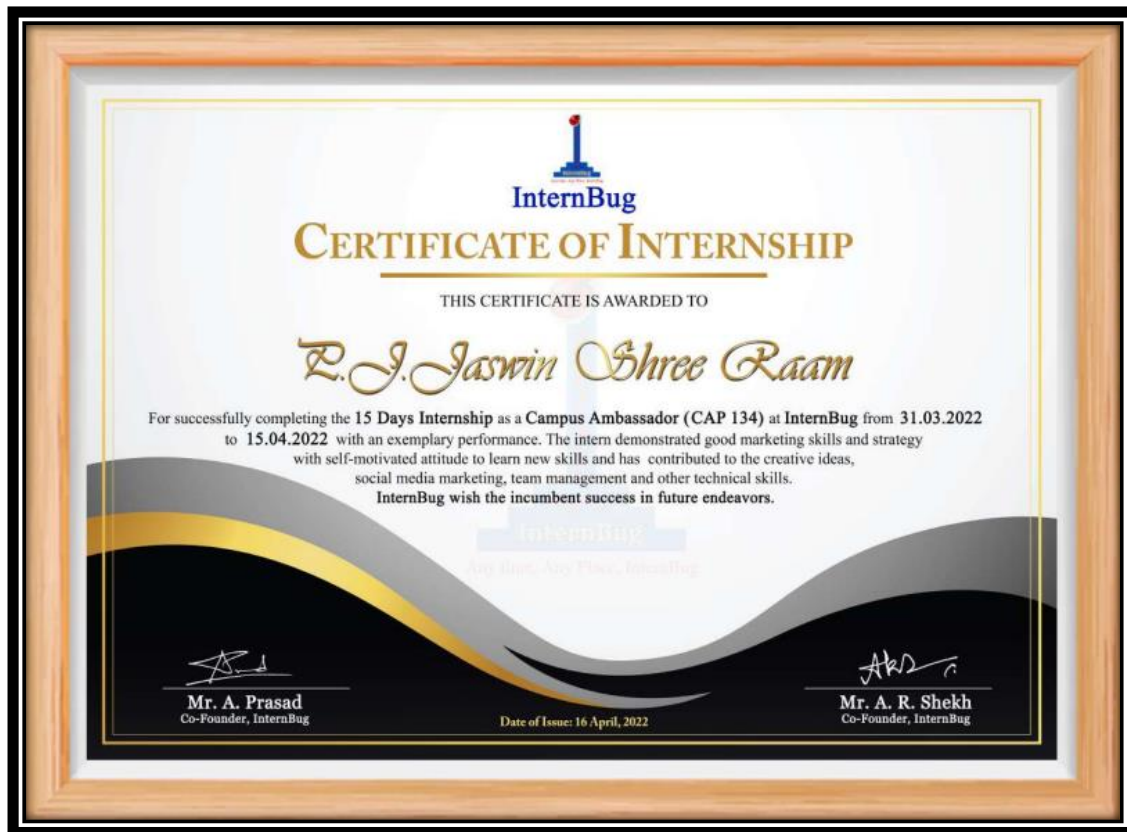 InternBug
InternBug
CERTIFICATE OF INTERNSHIP
THIS CERTIFICATE IS AWARDED TO
P.J.Jaswin Shree Raam
For successfully completing the 15 Days Internship as a Campus Ambassador (CAP 134) at InternBug from 31.03.2022
to 15.04.2022 with an exemplary performance. The intern demonstrated good marketing skills and strategy
with self-motivated attitude to learn new skills and has contributed to the creative ideas,
social media marketing, team management and other technical skills.
InternBug wish the incumbent success in future endeavors.
InternBug
Any time, Any Place, InternBug
Mr. A. Prasad
Co-Founder, InternBug
Date of Issue: 16 April, 2022
Mr. A. R. Shekh
Co-Founder, InternBug